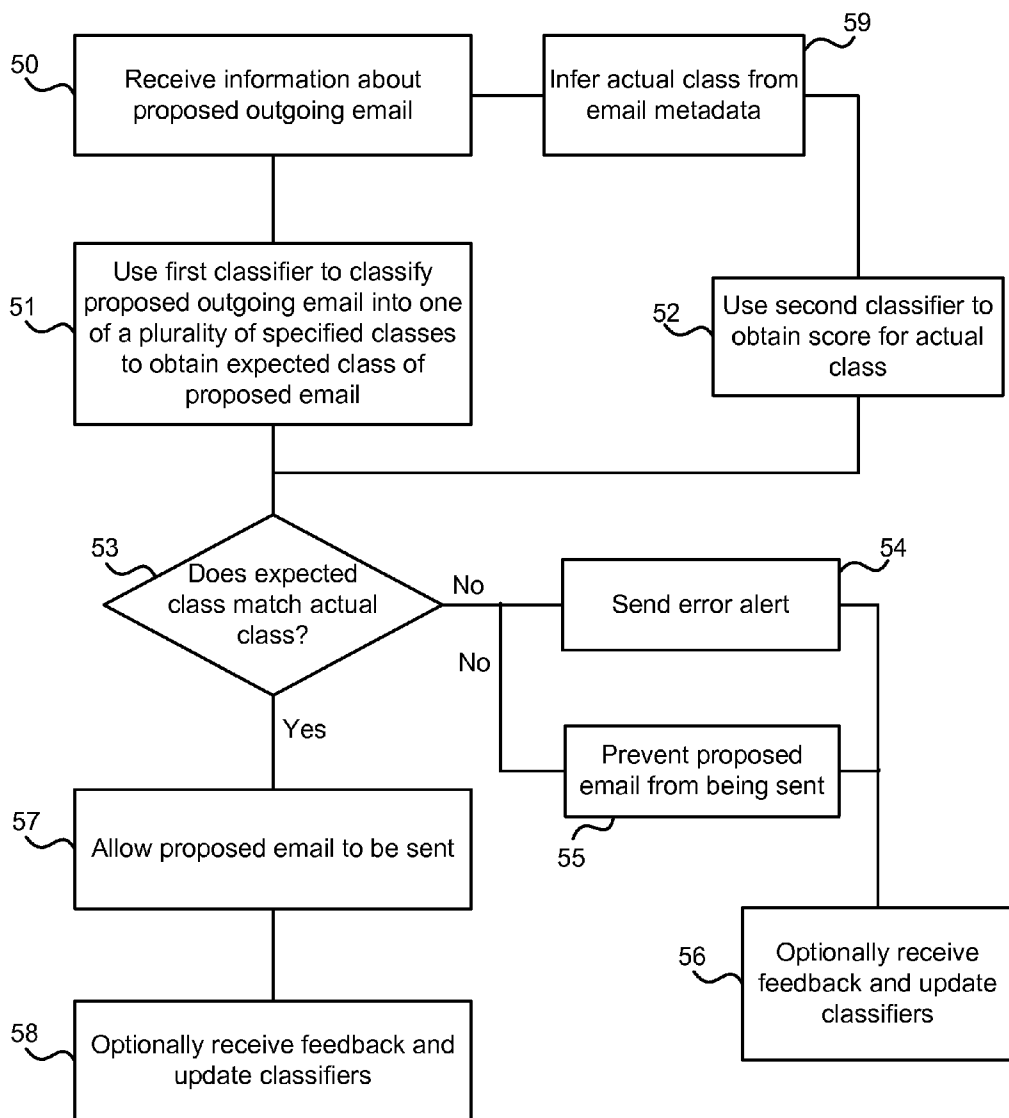 50
Receive information about
proposed outgoing email
59
Infer actual class from
email metadata
51
Use first classifier to classify
proposed outgoing email into one
of a plurality of specified classes
to obtain expected class of
proposed email
52
Use second classifier to
obtain score for actual
class
53
Does expected
class match actual
class?
No
No
Yes
54
Send error alert
Prevent proposed
email from being sent
55
57
Allow proposed email to be sent
56
Optionally receive
feedback and update
classifiers
58
Optionally receive feedback and
update classifiers